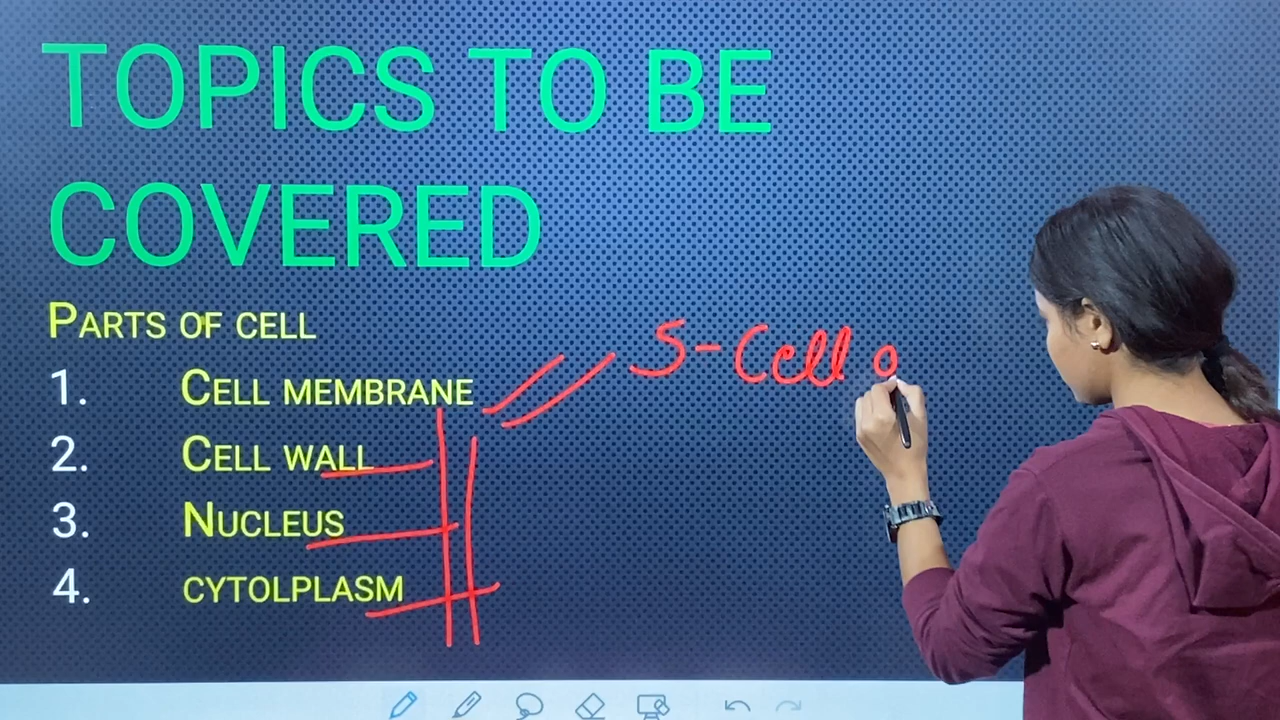 TOPICS TO BE
COVERED
PARTS OF CELL
1. CELL MEMBRANE
2. CELL WALL
3. NUCLEUS
4. CYTOLPLASM
5-Cell o